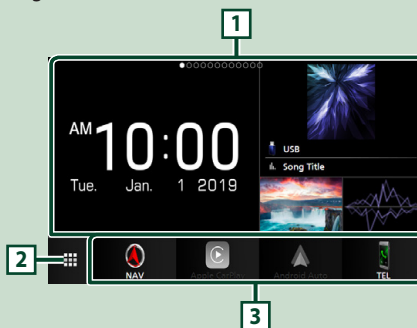 1
AM 10:00
Tue. Jan. 1 2019
USB
Song Title
2
NAV
Apple CarPlay
Android Auto
TEL
3